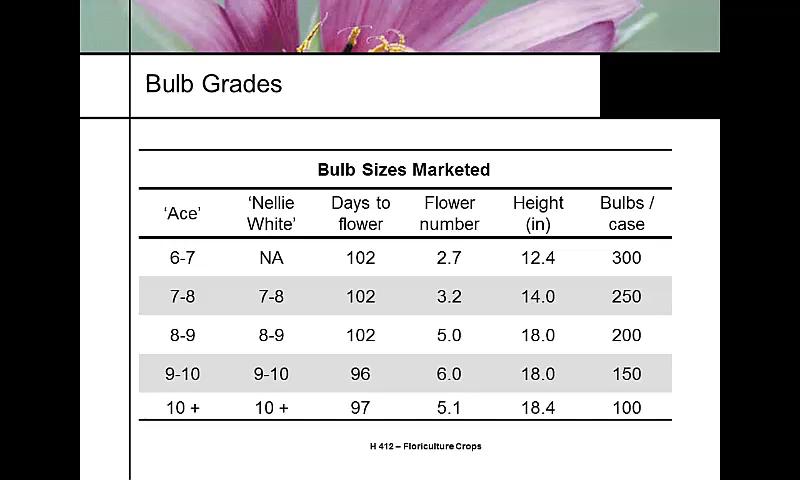 Bulb Grades
Bulb Sizes Marketed
‘Ace’ ‘Nellie White’ Days to flower Flower number Height (in) Bulbs / case
6-7 NA 102 2.7 12.4 300
7-8 7-8 102 3.2 14.0 250
8-9 8-9 102 5.0 18.0 200
9-10 9-10 96 6.0 18.0 150
10 + 10 + 97 5.1 18.4 100
H 412 – Floriculture Crops